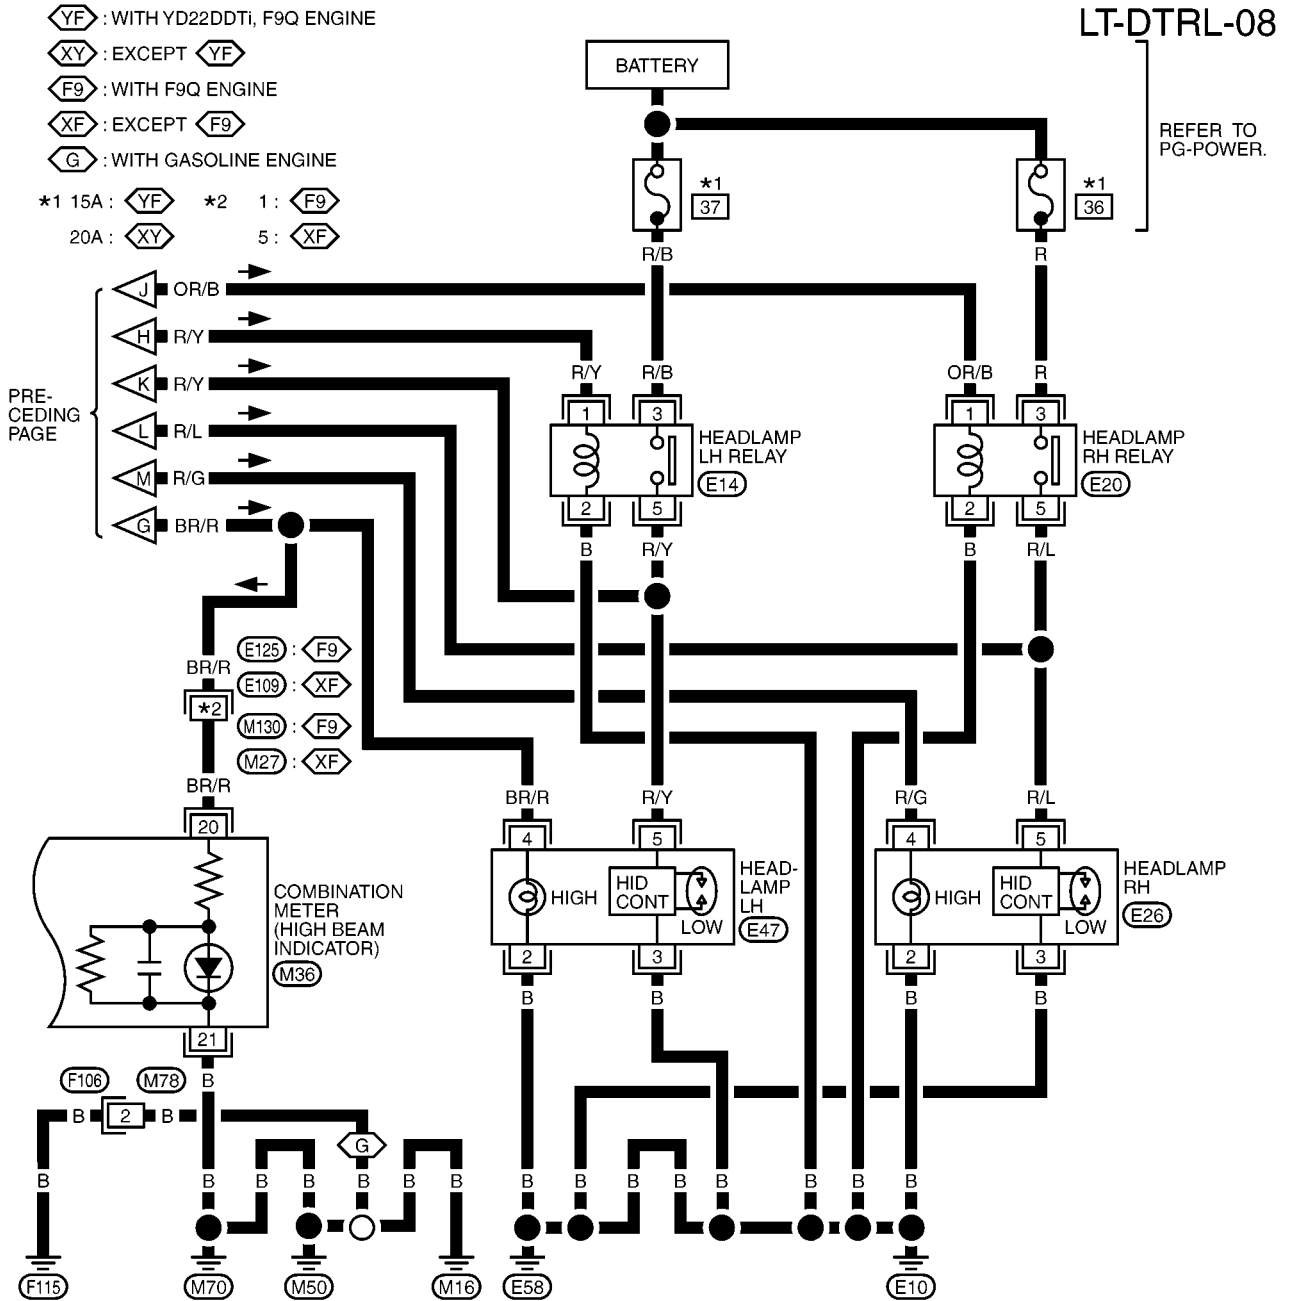 LT-DTRL-08
YF : WITH YD22DDTi, F9Q ENGINE
XY : EXCEPT YF
F9 : WITH F9Q ENGINE
XF : EXCEPT F9
G : WITH GASOLINE ENGINE
*1 15A : YF *2 1 : F9
20A : XY 5 : XF
BATTERY
REFER TO
PG-POWER.
*1
37
*1
36
R/B
R
J OR/B
H R/Y
K R/Y
L R/L
M R/G
G BR/R
PRE-
CEDING
PAGE
R/Y R/B
OR/B R
1 3
1 3
HEADLAMP
LH RELAY
E14
HEADLAMP
RH RELAY
E20
2 5
2 5
B R/Y
B R/L
BR/R
*2
E125 : F9
E109 : XF
M130 : F9
M27 : XF
BR/R
20
COMBINATION
METER
(HIGH BEAM
INDICATOR)
M36
21
BR/R R/Y
R/G R/L
4 5
4 5
HIGH
HID
CONT
LOW
HEAD-
LAMP
LH
E47
HIGH
HID
CONT
LOW
HEADLAMP
RH
E26
2 3
2 3
B B B B
F106 M78 B
B 2 B
G
B B B B B B B B B B B B B B B B
F115 M70 M50 M16 E58 E10